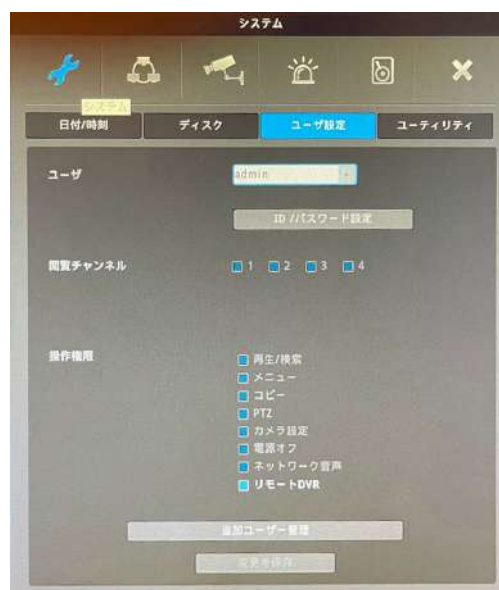 システム
システム
日付/時刻 ディスク ユーザ設定 ユーティリティ
ユーザ admin
ID /パスワード設定
閲覧チャンネル 1 2 3 4
操作権限
再生/検索
メニュー
コピー
PTZ
カメラ設定
電源オフ
ネットワーク音声
リモートDVR
追加ユーザー管理
変更を保存